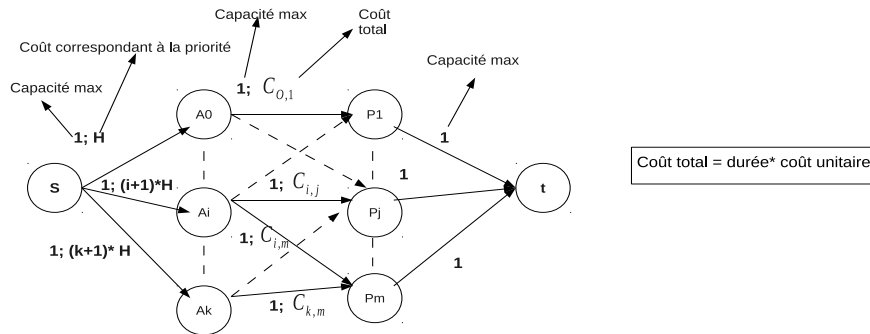 Capacité max
Coût
total
Coût correspondant à la priorité
Capacité max
Capacité max
1; H
A0
1; C0,1
P1
1
Coût total = durée* coût unitaire
S
1; (i+1)*H
Ai
1; Ci,j
Pj
1
t
1; Ci,m
1; (k+1)* H
1
Ak
1; Ck,m
Pm